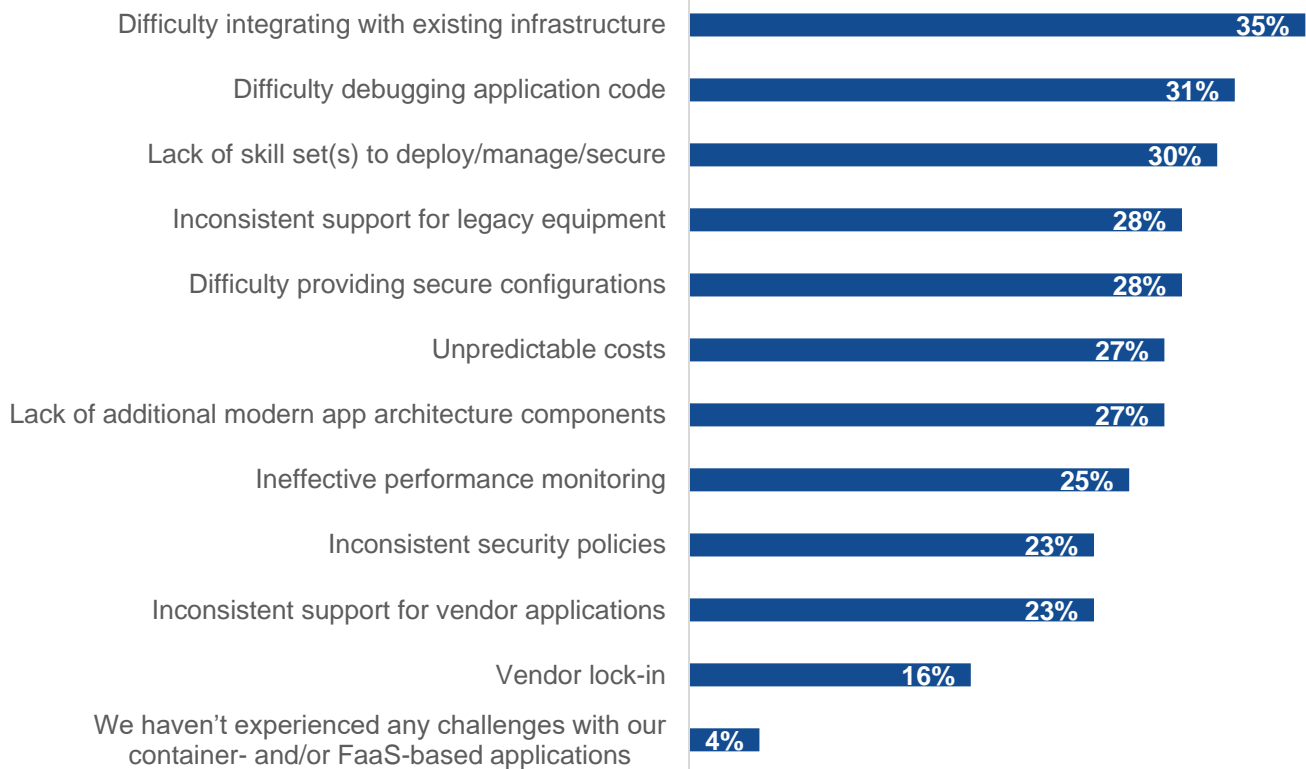 Difficulty integrating with existing infrastructure 35%
Difficulty debugging application code 31%
Lack of skill set(s) to deploy/manage/secure 30%
Inconsistent support for legacy equipment 28%
Difficulty providing secure configurations 28%
Unpredictable costs 27%
Lack of additional modern app architecture components 27%
Ineffective performance monitoring 25%
Inconsistent security policies 23%
Inconsistent support for vendor applications 23%
Vendor lock-in 16%
We haven’t experienced any challenges with our
container- and/or FaaS-based applications 4%